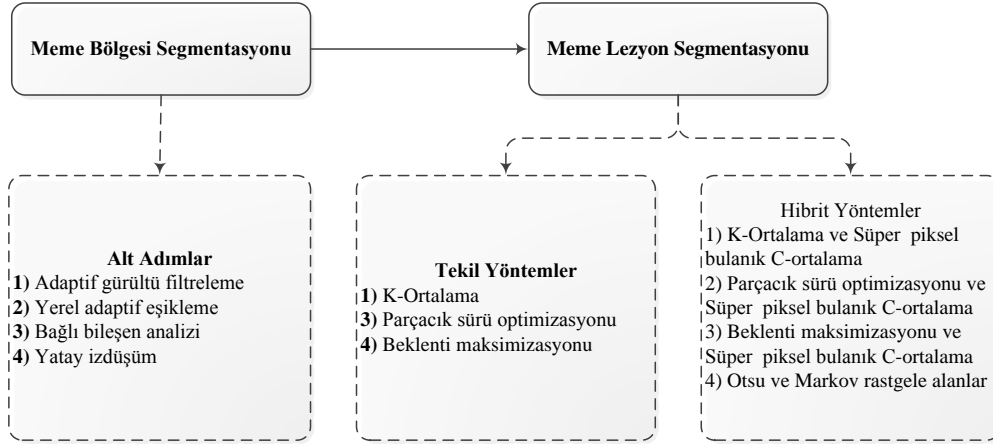 Meme Bölgesi Segmentasyonu
Meme Lezyon Segmentasyonu
Alt Adımlar
1) Adaptif gürültü filtreleme
2) Yerel adaptif eşikleme
3) Bağlı bileşen analizi
4) Yatay izdüşüm
Tekil Yöntemler
1) K-Ortalama
3) Parçacık sürü optimizasyonu
4) Beklenti maksimizasyonu
Hibrit Yöntemler
1) K-Ortalama ve Süper piksel
bulanık C-ortalama
2) Parçacık sürü optimizasyonu ve
Süper piksel bulanık C-ortalama
3) Beklenti maksimizasyonu ve
Süper piksel bulanık C-ortalama
4) Otsu ve Markov rastgele alanlar